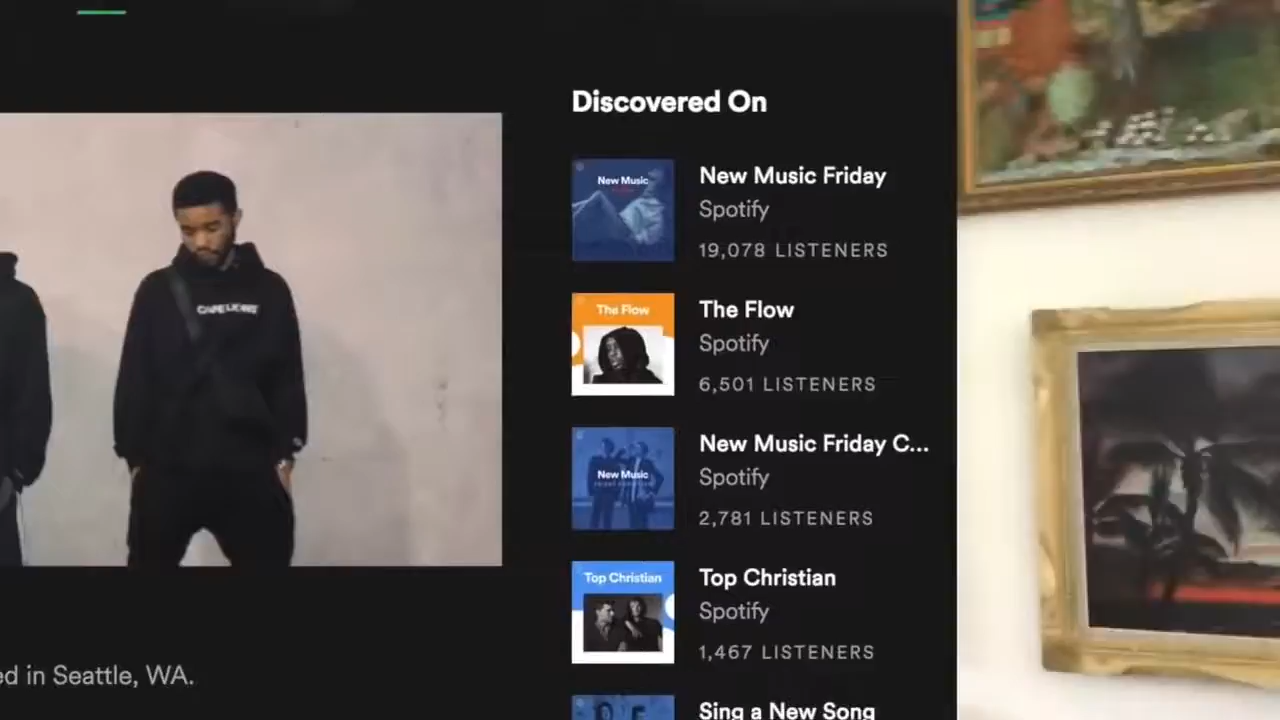 Discovered On
New Music
New Music Friday
Spotify
19,078 LISTENERS
The Flow
The Flow
Spotify
6,501 LISTENERS
New Music
New Music Friday C...
Spotify
2,781 LISTENERS
Top Christian
Top Christian
Spotify
1,467 LISTENERS
Sing a New Song
ed in Seattle, WA.